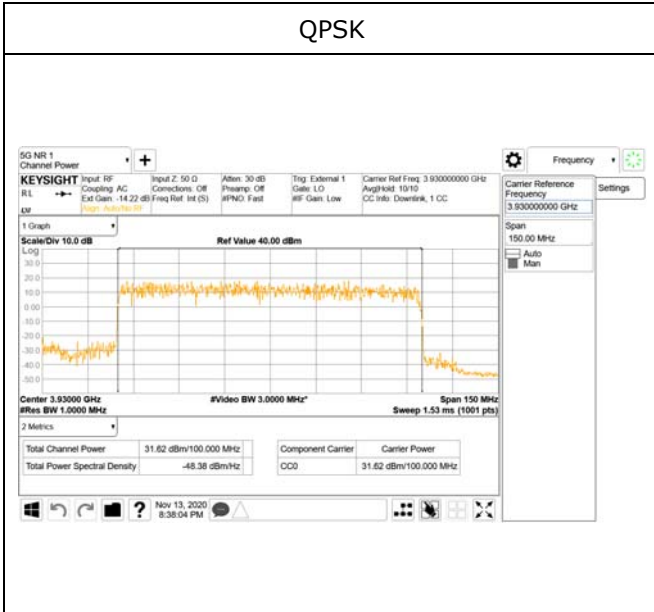 QPSK
5G NR 1
Channel Power
Frequency
KEYSIGHT
RL
Input: RF
Coupling: AC
Ext Gain: -14.22 dB
Align: Auto/No RF
Input Z: 50 Ω
Corrections: Off
Freq Ref: Int (S)
Atten: 30 dB
Preamp: Off
#PNO: Fast
Trig: External 1
Gate: LO
#IF Gain: Low
Carrier Ref Freq: 3.930000000 GHz
Avg|Hold: 10/10
CC Info: Downlink, 1 CC
Carrier Reference
Frequency
3.930000000 GHz
Settings
Span
150.00 MHz
Auto
Man
1 Graph
Scale/Div 10.0 dB
Ref Value 40.00 dBm
Log
30.0
20.0
10.0
0.00
-10.0
-20.0
-30.0
-40.0
-50.0
Center 3.93000 GHz
#Video BW 3.0000 MHz*
Span 150 MHz
#Res BW 1.0000 MHz
Sweep 1.53 ms (1001 pts)
2 Metrics
Total Channel Power 31.62 dBm/100.000 MHz
Total Power Spectral Density -48.38 dBm/Hz
Component Carrier Carrier Power
CC0 31.62 dBm/100.000 MHz
?
Nov 13, 2020
8:38:04 PM